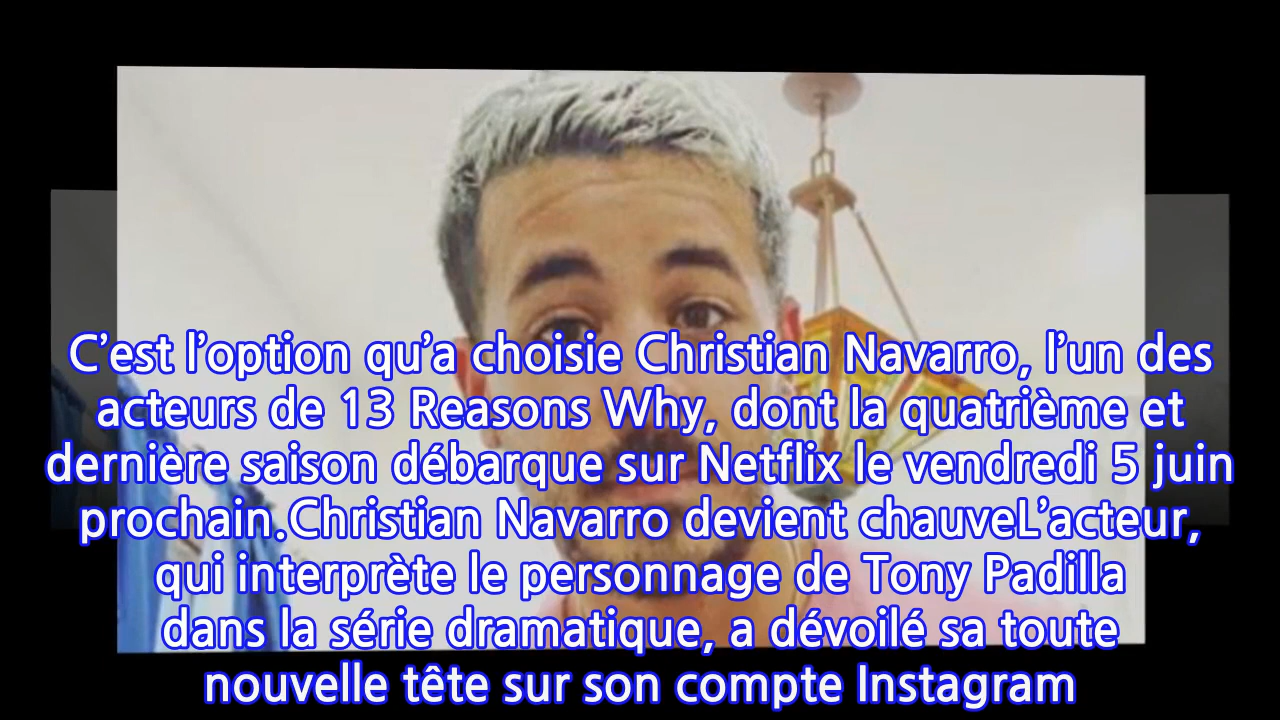 C’est l’option qu’a choisie Christian Navarro, l’un des
acteurs de 13 Reasons Why, dont la quatrième et
dernière saison débarque sur Netflix le vendredi 5 juin
prochain.Christian Navarro devient chauveL’acteur,
qui interprète le personnage de Tony Padilla
dans la série dramatique, a dévoilé sa toute
nouvelle tête sur son compte Instagram